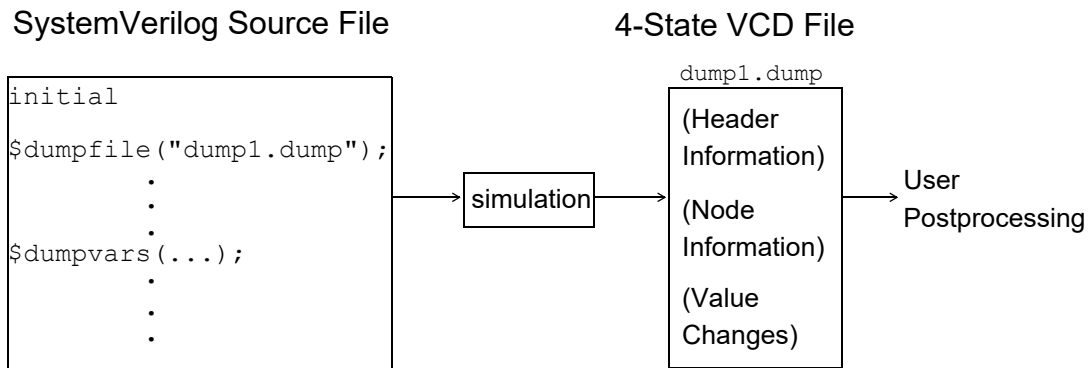 SystemVerilog Source File
4-State VCD File
initial
$dumpfile("dump1.dump");
.
.
.
$dumpvars(...);
.
.
.
simulation
dump1.dump
(Header
Information)
(Node
Information)
(Value
Changes)
User
Postprocessing